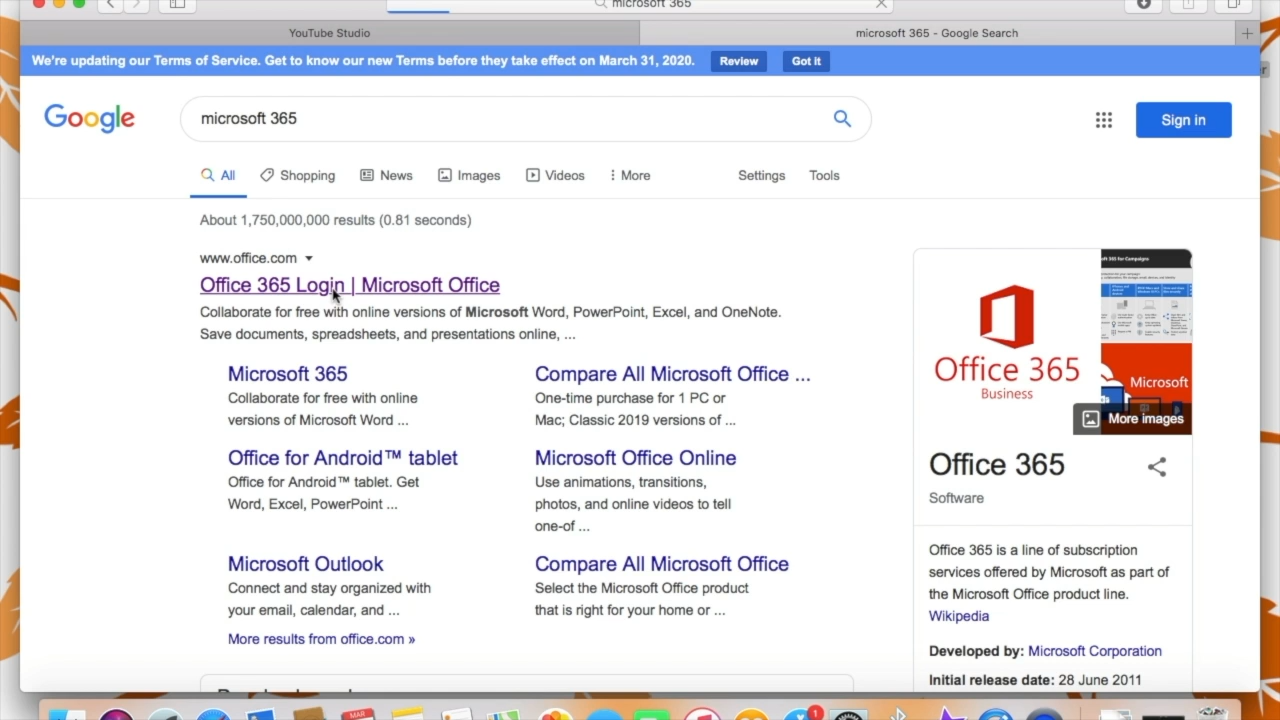 microsoft 365
YouTube Studio
microsoft 365 - Google Search
We're updating our Terms of Service. Get to know our new Terms before they take effect on March 31, 2020.
Review
Got it
Google
microsoft 365
Sign in
All
Shopping
News
Images
Videos
More
Settings
Tools
About 1,750,000,000 results (0.81 seconds)
www.office.com
Office 365 Login | Microsoft Office
Collaborate for free with online versions of Microsoft Word, PowerPoint, Excel, and OneNote.
Save documents, spreadsheets, and presentations online, ...
Microsoft 365
Collaborate for free with online
versions of Microsoft Word ...
Compare All Microsoft Office ...
One-time purchase for 1 PC or
Mac; Classic 2019 versions of ...
Office for Android™ tablet
Office for Android™ tablet. Get
Word, Excel, PowerPoint ...
Microsoft Office Online
Use animations, transitions,
photos, and online videos to tell
one-of ...
Microsoft Outlook
Connect and stay organized with
your email, calendar, and ...
Compare All Microsoft Office
Select the Microsoft Office product
that is right for your home or ...
More results from office.com »
Office 365
Business
Microsoft
More images
Office 365
Software
Office 365 is a line of subscription
services offered by Microsoft as part of
the Microsoft Office product line.
Wikipedia
Developed by: Microsoft Corporation
Initial release date: 28 June 2011
MAR
1